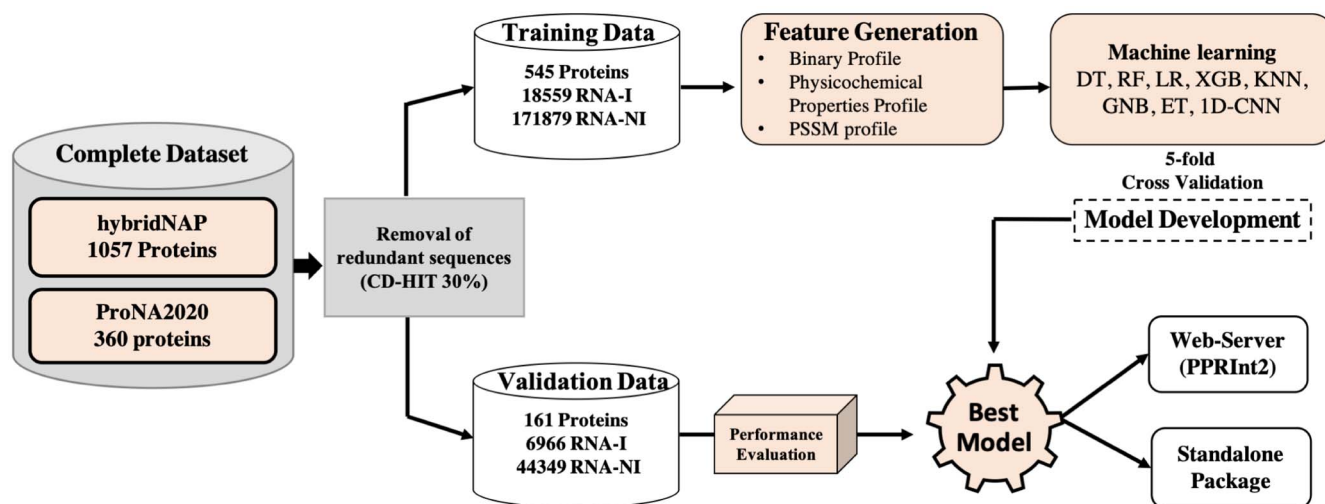 Complete Dataset
hybridNAP
1057 Proteins
ProNA2020
360 proteins
Removal of
redundant sequences
(CD-HIT 30%)
Training Data
545 Proteins
18559 RNA-I
171879 RNA-NI
Feature Generation
• Binary Profile
• Physicochemical
Properties Profile
• PSSM profile
Machine learning
DT, RF, LR, XGB, KNN,
GNB, ET, 1D-CNN
5-fold
Cross Validation
Model Development
Validation Data
161 Proteins
6966 RNA-I
44349 RNA-NI
Performance
Evaluation
Best
Model
Web-Server
(PPRInt2)
Standalone
Package